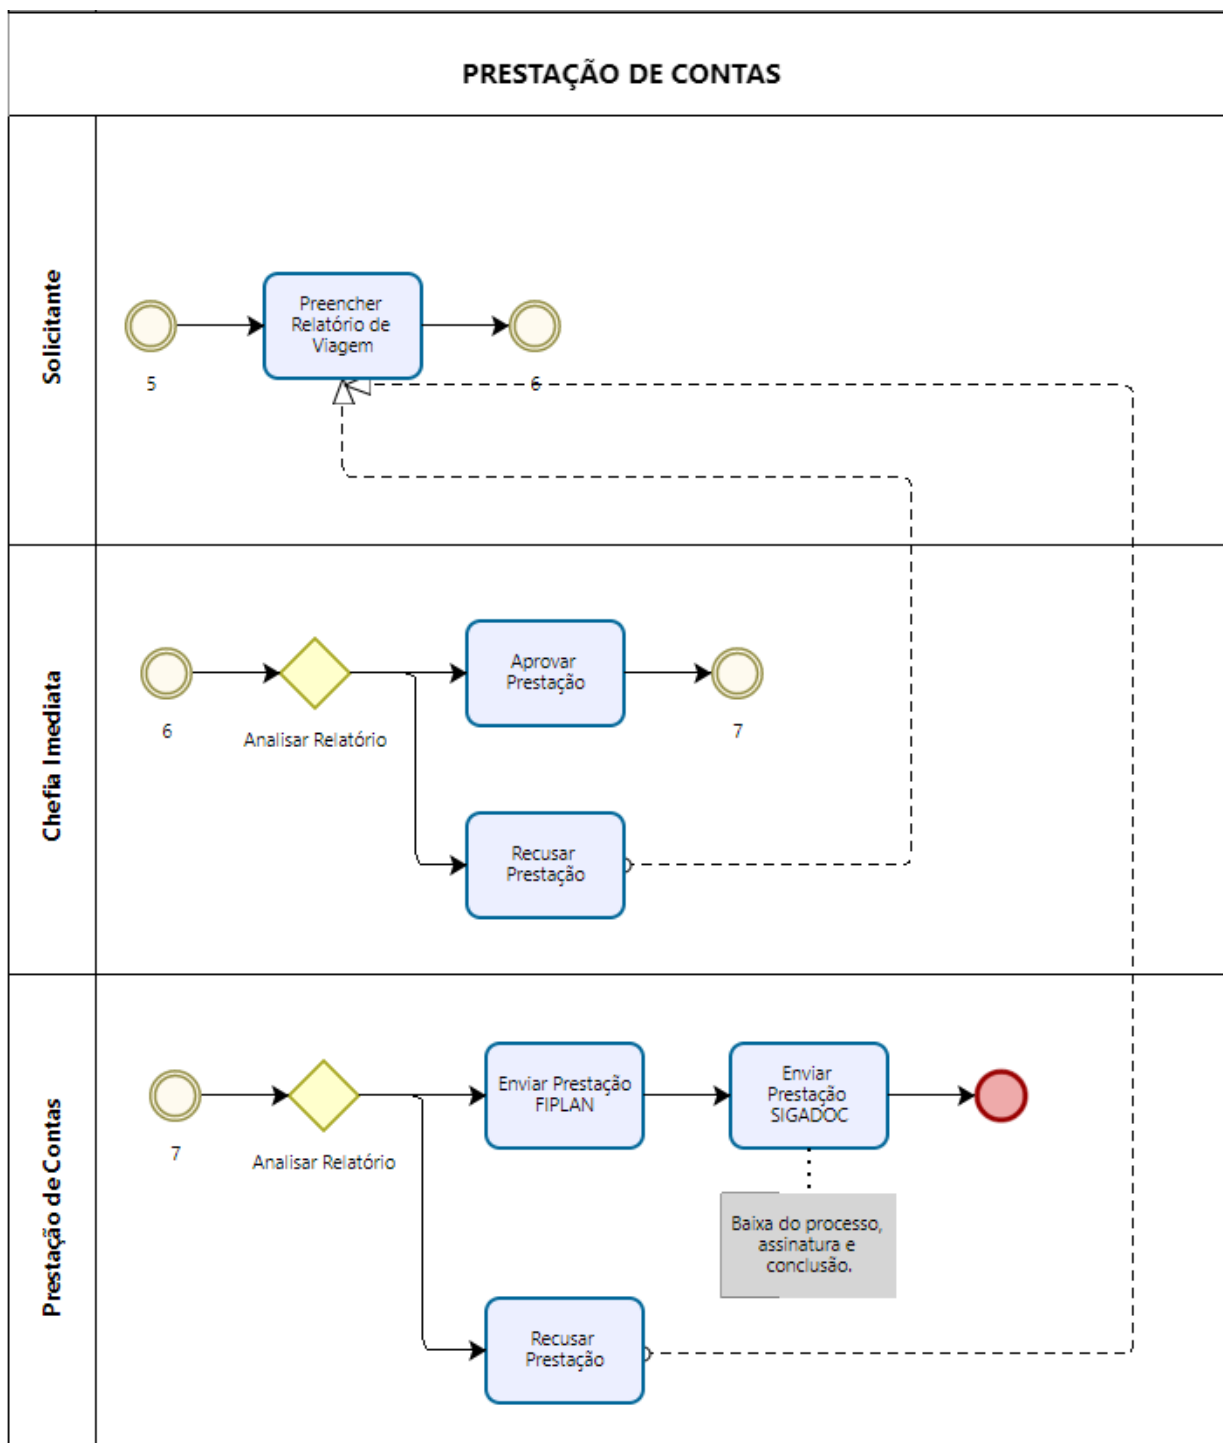 PRESTAÇÃO DE CONTAS
Solicitante
Preencher
Relatório de
Viagem
5
6
Chefia Imediata
Aprovar
Prestação
6
Analisar Relatório
7
Recusar
Prestação
Prestação de Contas
Enviar Prestação
FIPLAN
Enviar
Prestação
SIGADOC
7
Analisar Relatório
Baixa do processo,
assinatura e
conclusão.
Recusar
Prestação